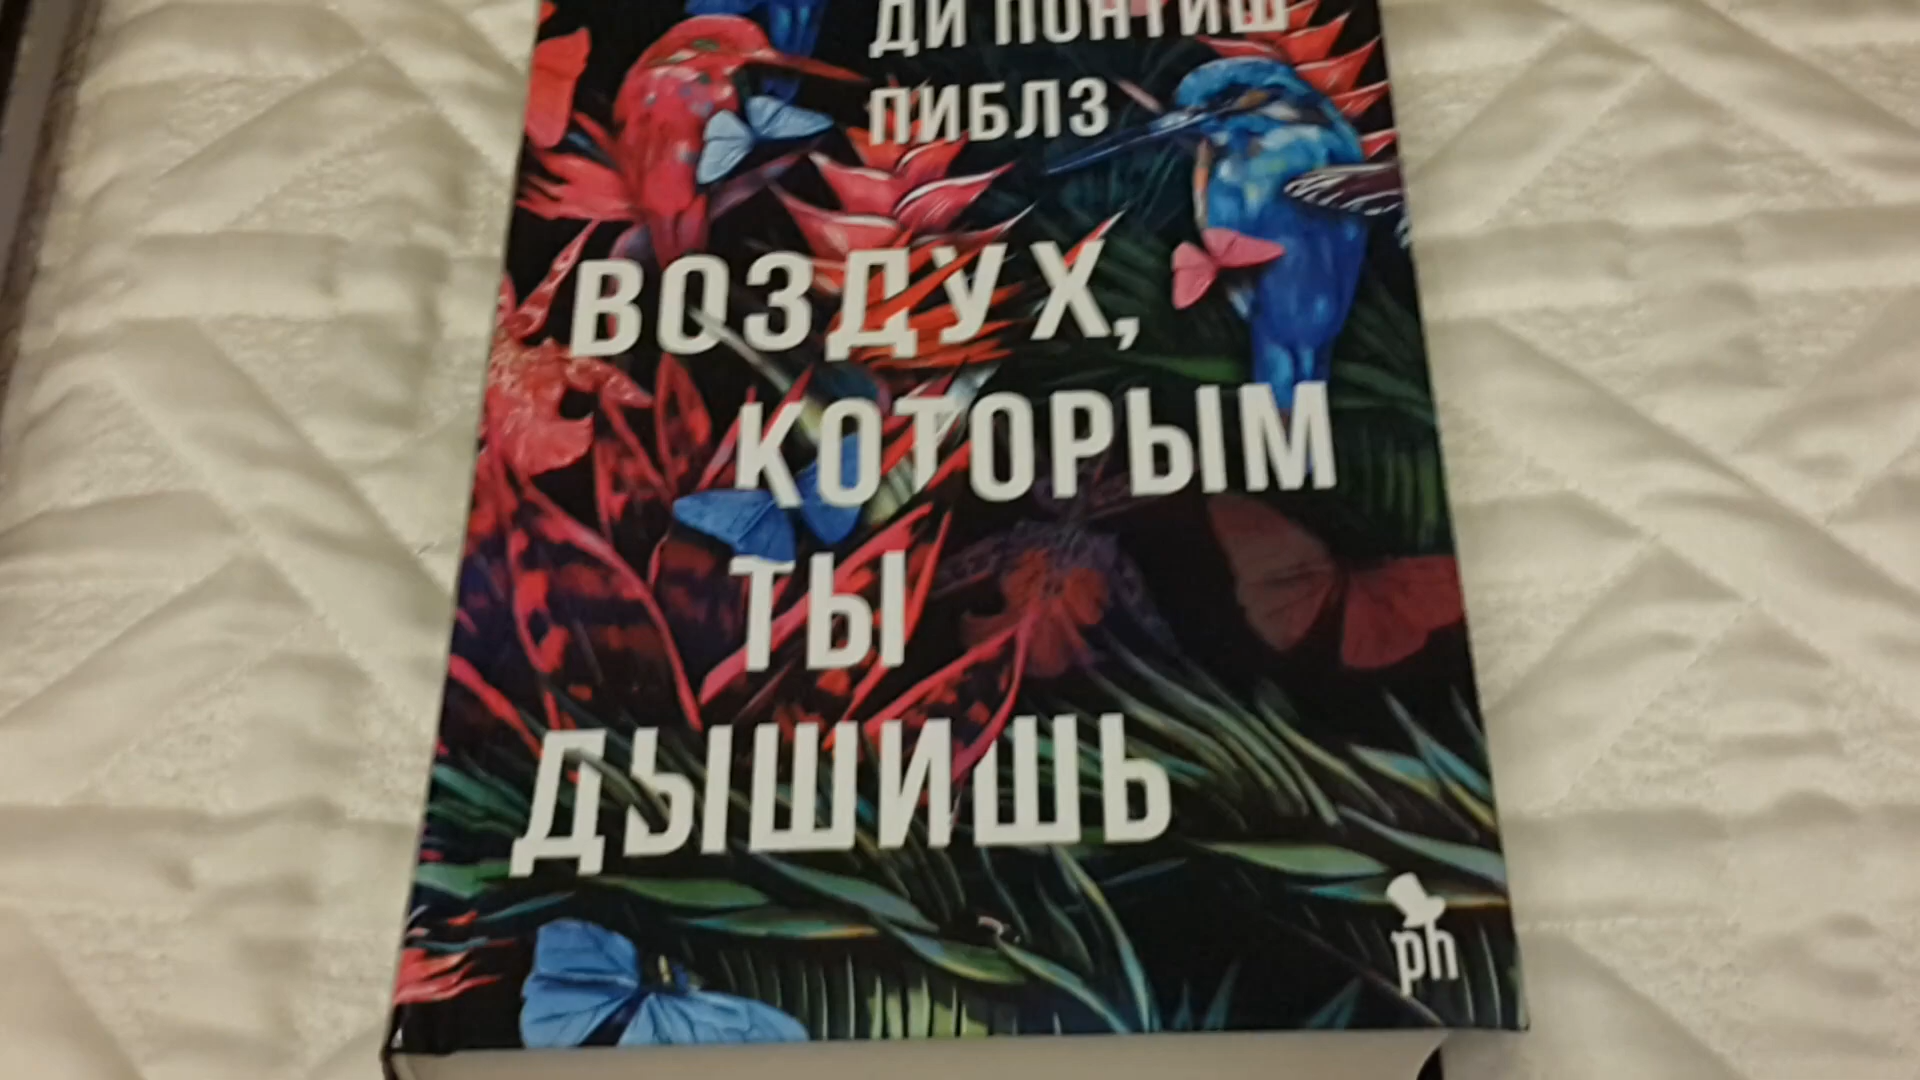 ДИ ПОНТИШ
ПИБЛЗ
ВОЗДУХ,
КОТОРЫМ
ТЫ
ДЫШИШЬ
ph